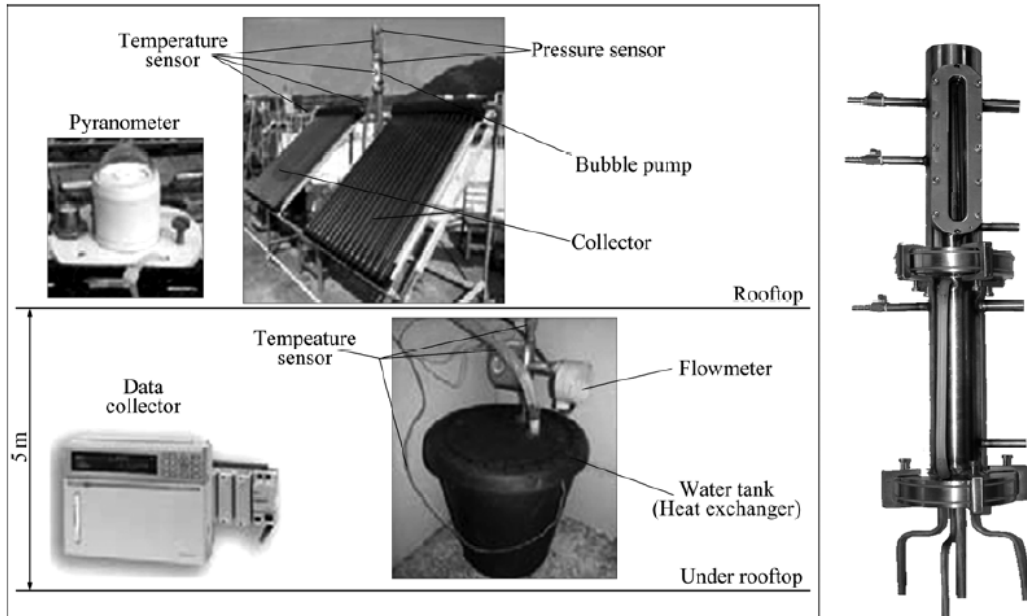 Temperature
sensor
Pressure sensor
Pyranometer
Bubble pump
Collector
Rooftop
Tempeature
sensor
Flowmeter
Data
collector
5 m
Water tank
(Heat exchanger)
Under rooftop